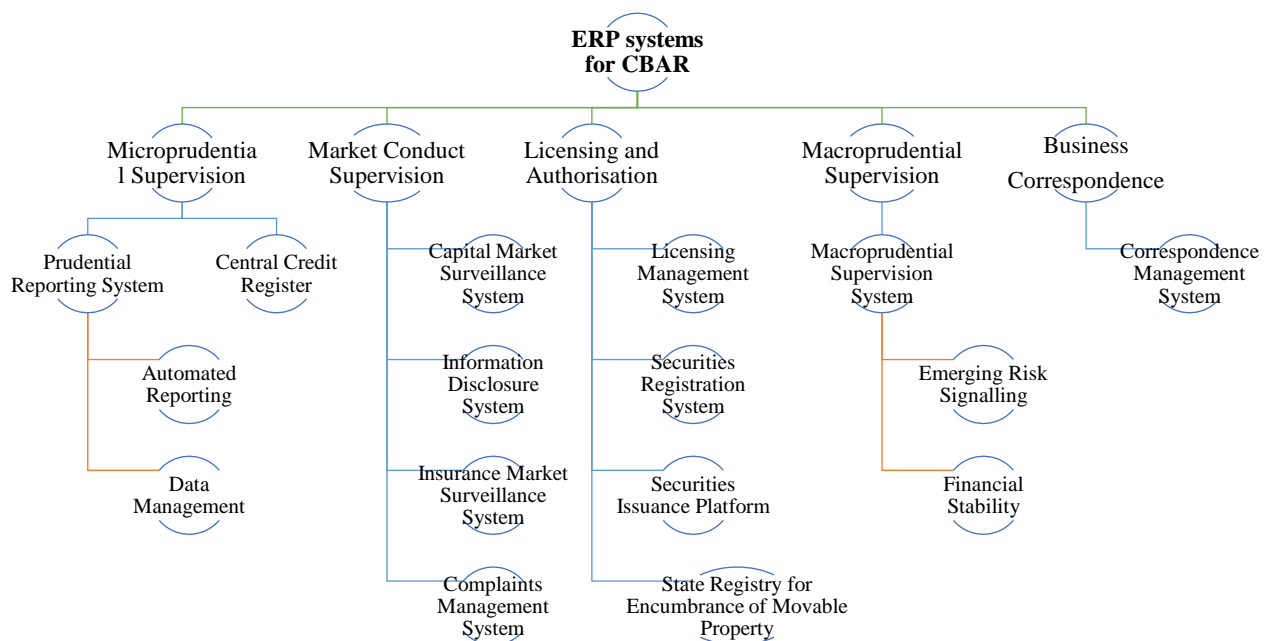 ERP systems
for CBAR
Microprudentia
l Supervision
Market Conduct
Supervision
Licensing and
Authorisation
Macroprudential
Supervision
Business
Correspondence
Prudential
Reporting System
Central Credit
Register
Capital Market
Surveillance
System
Licensing
Management
System
Macroprudential
Supervision
System
Correspondence
Management
System
Automated
Reporting
Information
Disclosure
System
Securities
Registration
System
Emerging Risk
Signalling
Data
Management
Insurance Market
Surveillance
System
Securities
Issuance Platform
Financial
Stability
Complaints
Management
System
State Registry for
Encumbrance of Movable
Property